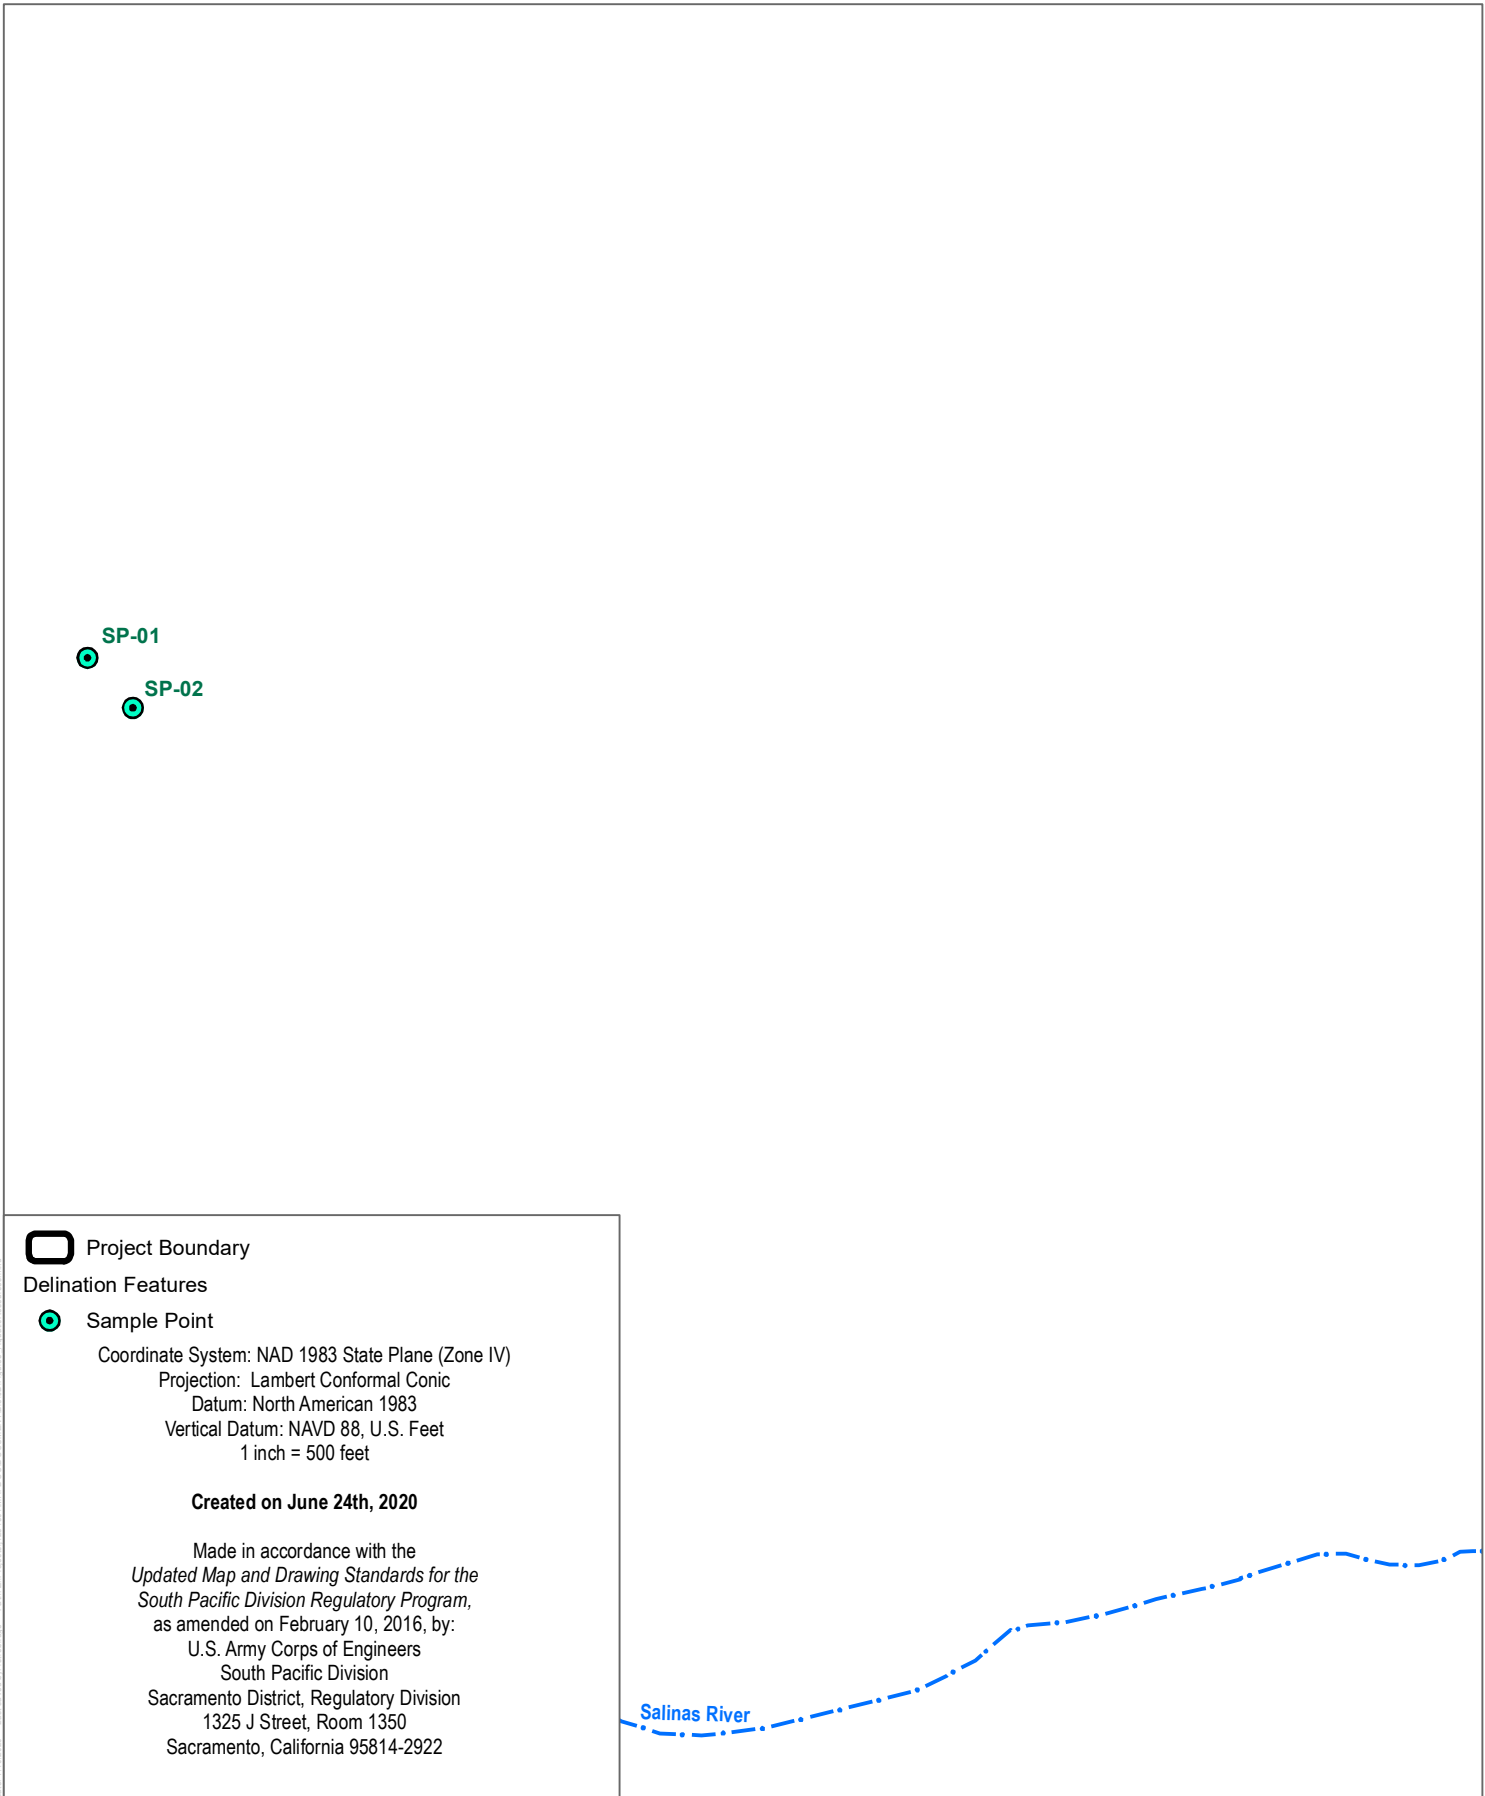 SP-01
SP-02
Project Boundary
Delination Features
Sample Point
Coordinate System: NAD 1983 State Plane (Zone IV)
Projection:  Lambert Conformal Conic
Datum: North American 1983
Vertical Datum: NAVD 88, U.S. Feet
1 inch = 500 feet
Created on June 24th, 2020
Made in accordance with the
Updated Map and Drawing Standards for the
South Pacific Division Regulatory Program,
as amended on February 10, 2016, by:
U.S. Army Corps of Engineers
South Pacific Division
Sacramento District, Regulatory Division
1325 J Street, Room 1350
Sacramento, California 95814-2922
Salinas River